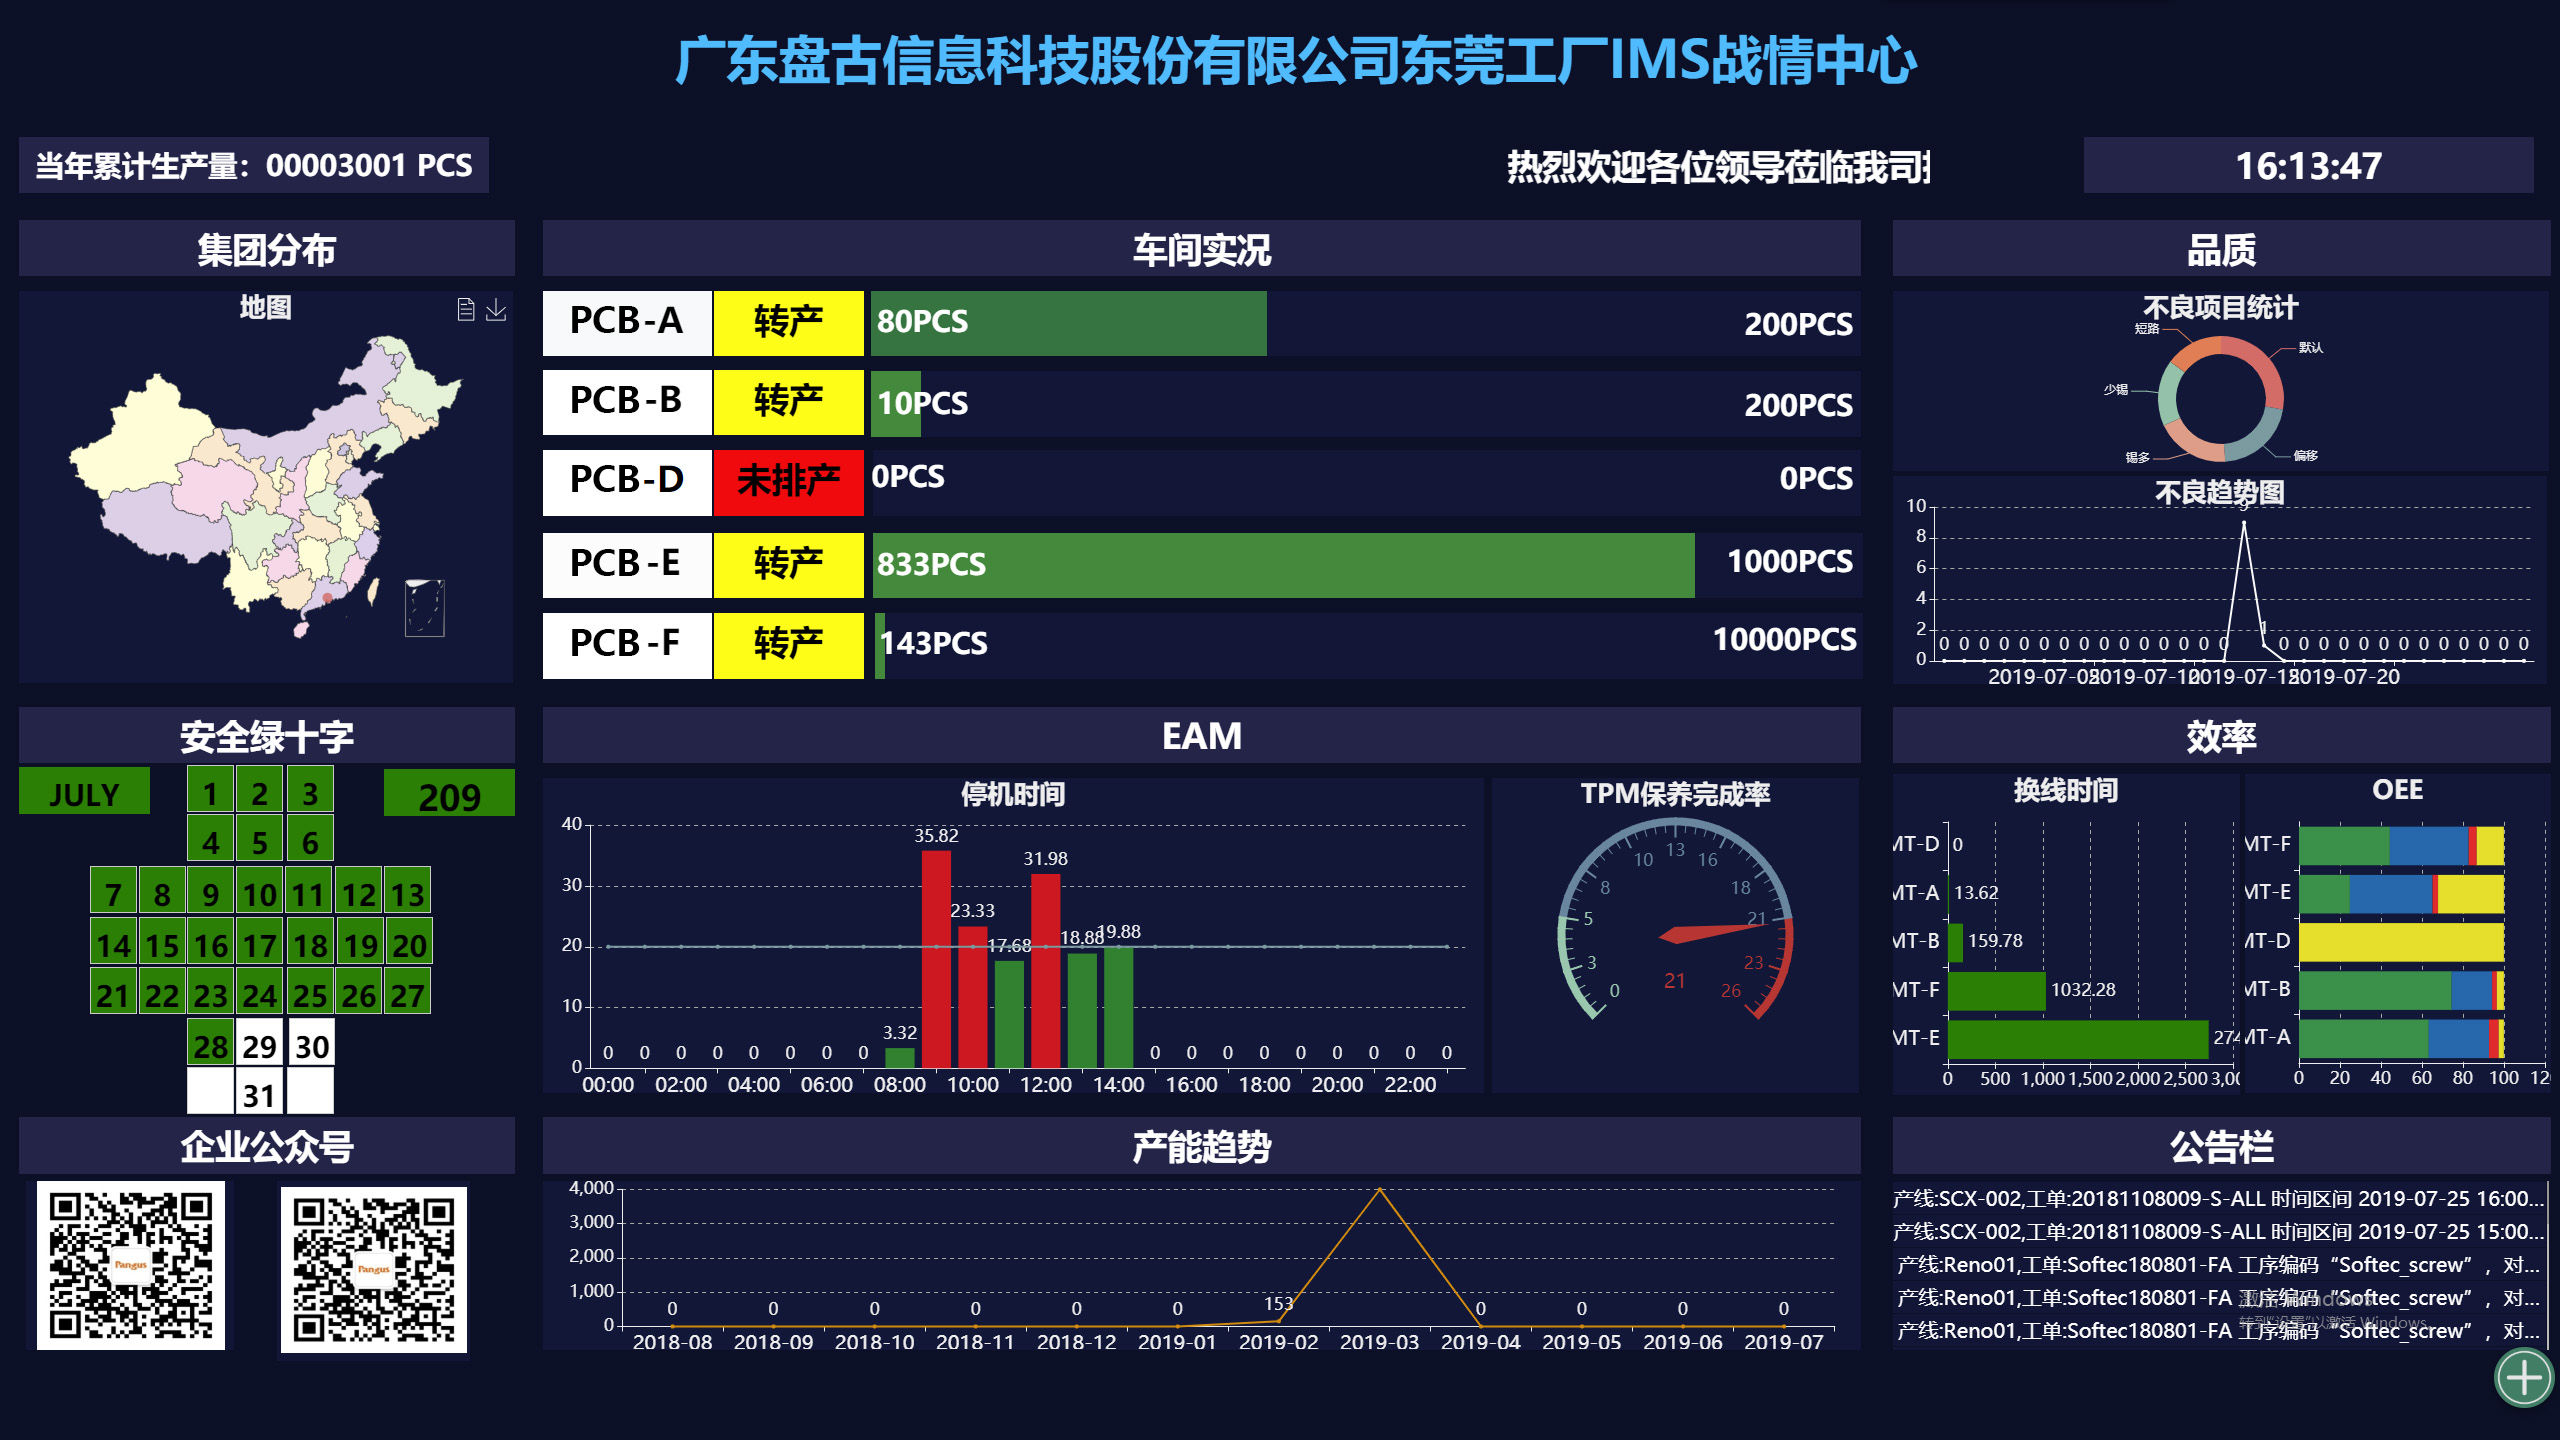 广东盘古信息科技股份有限公司东莞工厂IMS战情中心
当年累计生产量：00003001 PCS
热烈欢迎各位领导莅临我司
16:13:47
集团分布
地图
车间实况
PCB-A 转产 80PCS 200PCS
PCB-B 转产 10PCS 200PCS
PCB-D 未排产 0PCS 0PCS
PCB-E 转产 833PCS 1000PCS
PCB-F 转产 143PCS 10000PCS
品质
不良项目统计
短路
默认
少锡
锡多
偏移
不良趋势图
10
8
6
4
2
0
9
1
0 0 0 0 0 0 0 0 0 0 0 0 0 0 0 0 0 0 0 0 0 0 0 0 0 0 0 0
2019-07-05 2019-07-10 2019-07-15 2019-07-20
安全绿十字
JULY
209
1 2 3
4 5 6
7 8 9 10 11 12 13
14 15 16 17 18 19 20
21 22 23 24 25 26 27
28 29 30
31
EAM
停机时间
40
30
20
10
0
0 0 0 0 0 0 0 0 3.32 35.82 23.33 17.68 31.98 18.88 19.88 0 0 0 0 0 0 0 0 0
00:00 02:00 04:00 06:00 08:00 10:00 12:00 14:00 16:00 18:00 20:00 22:00
TPM保养完成率
0 3 5 8 10 13 16 18 21 23 26
21
效率
换线时间
MT-D 0
MT-A 13.62
MT-B 159.78
MT-F 1032.28
MT-E 274
0 500 1,000 1,500 2,000 2,500 3,0
OEE
MT-F
MT-E
MT-D
MT-B
MT-A
0 20 40 60 80 100 12
企业公众号
Pangus
Pangus
产能趋势
4,000
3,000
2,000
1,000
0
0 0 0 0 0 0 153 0 0 0 0
2018-08 2018-09 2018-10 2018-11 2018-12 2019-01 2019-02 2019-03 2019-04 2019-05 2019-06 2019-07
公告栏
产线:SCX-002,工单:20181108009-S-ALL 时间区间 2019-07-25 16:00...
产线:SCX-002,工单:20181108009-S-ALL 时间区间 2019-07-25 15:00...
产线:Reno01,工单:Softec180801-FA 工序编码“Softec_screw”，对...
产线:Reno01,工单:Softec180801-FA 工序编码“Softec_screw”，对...
产线:Reno01,工单:Softec180801-FA 工序编码“Softec_screw”，对...
激活 Windows
转到“设置”以激活 Windows。